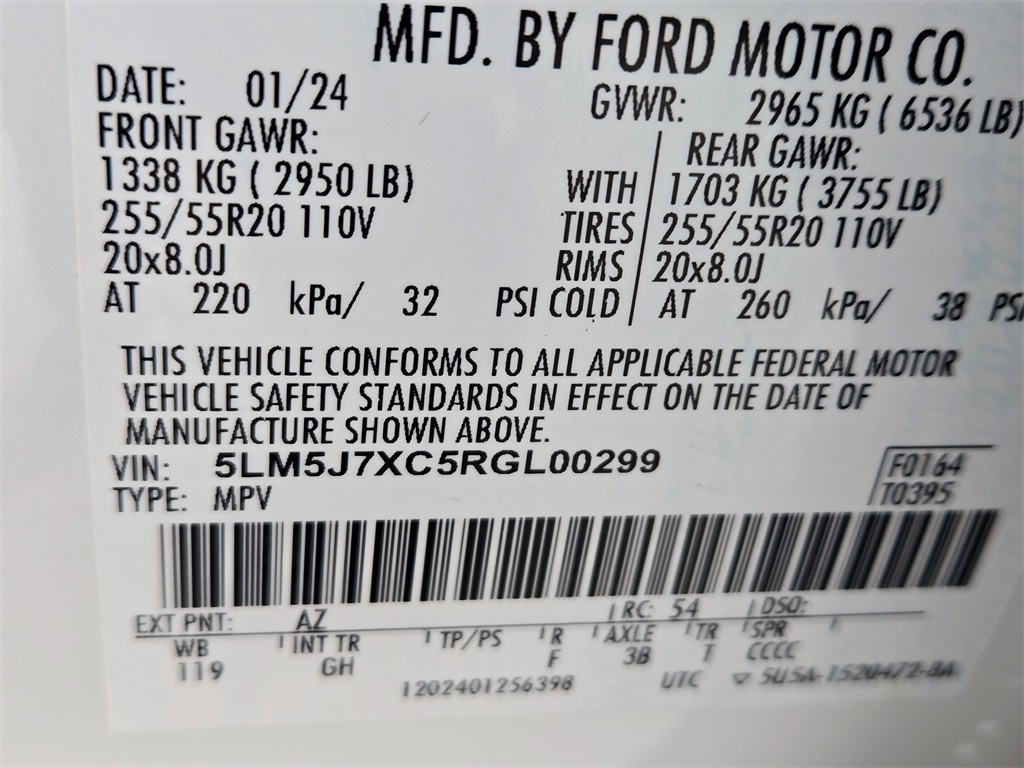 MFD. BY FORD MOTOR CO.
DATE: 01/24 GVWR: 2965 KG ( 6536 LB)
FRONT GAWR: REAR GAWR:
1338 KG ( 2950 LB) WITH 1703 KG ( 3755 LB)
255/55R20 110V TIRES 255/55R20 110V
20x8.0J RIMS 20x8.0J
AT 220 kPa/ 32 PSI COLD AT 260 kPa/ 38 PSI
THIS VEHICLE CONFORMS TO ALL APPLICABLE FEDERAL MOTOR
VEHICLE SAFETY STANDARDS IN EFFECT ON THE DATE OF
MANUFACTURE SHOWN ABOVE.
VIN: 5LM5J7XC5RGL00299 F0164
TYPE: MPV T0395
EXT PNT: AZ RC: 54 DSO:
WB INT TR TP/PS R AXLE TR SPR
119 GH F 3B T CCCC
1202401256398 UTC ▽ 5U5A-1520472-BA